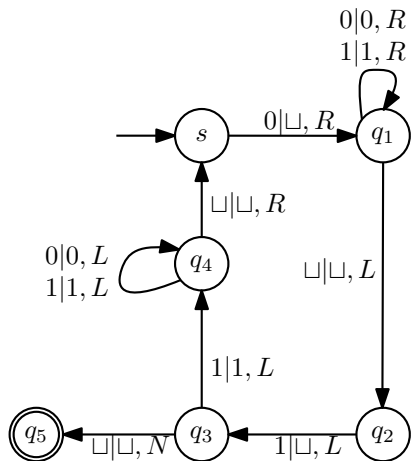 0|0, R
1|1, R
s
0|⊔, R
q1
⊔|⊔, R
0|0, L
1|1, L
q4
⊔|⊔, L
1|1, L
q5
⊔|⊔, N
q3
1|⊔, L
q2